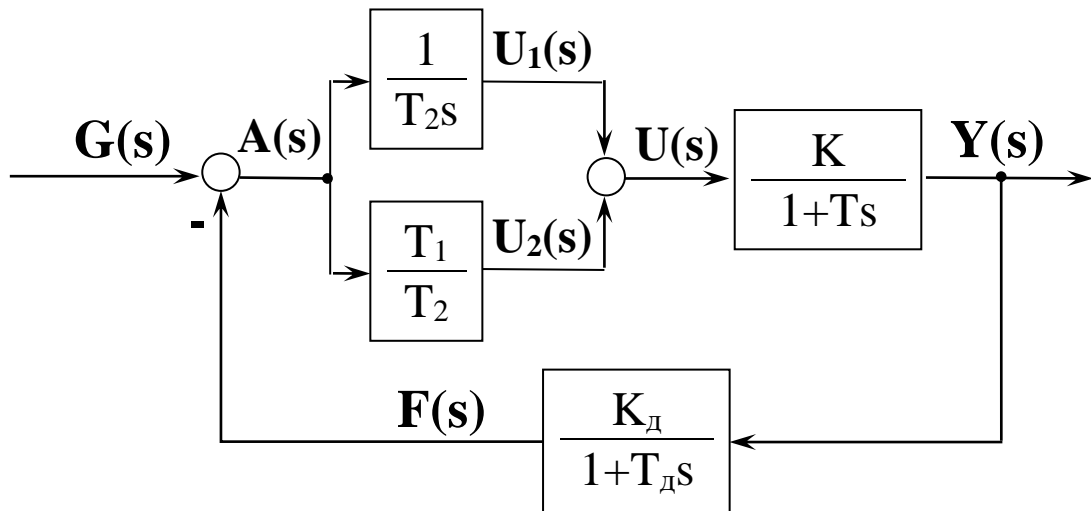 U₁(s)
1
T₂s
G(s)
A(s)
U(s)
K
1+Ts
Y(s)
-
U₂(s)
T₁
T₂
F(s)
Kд
1+Tдs